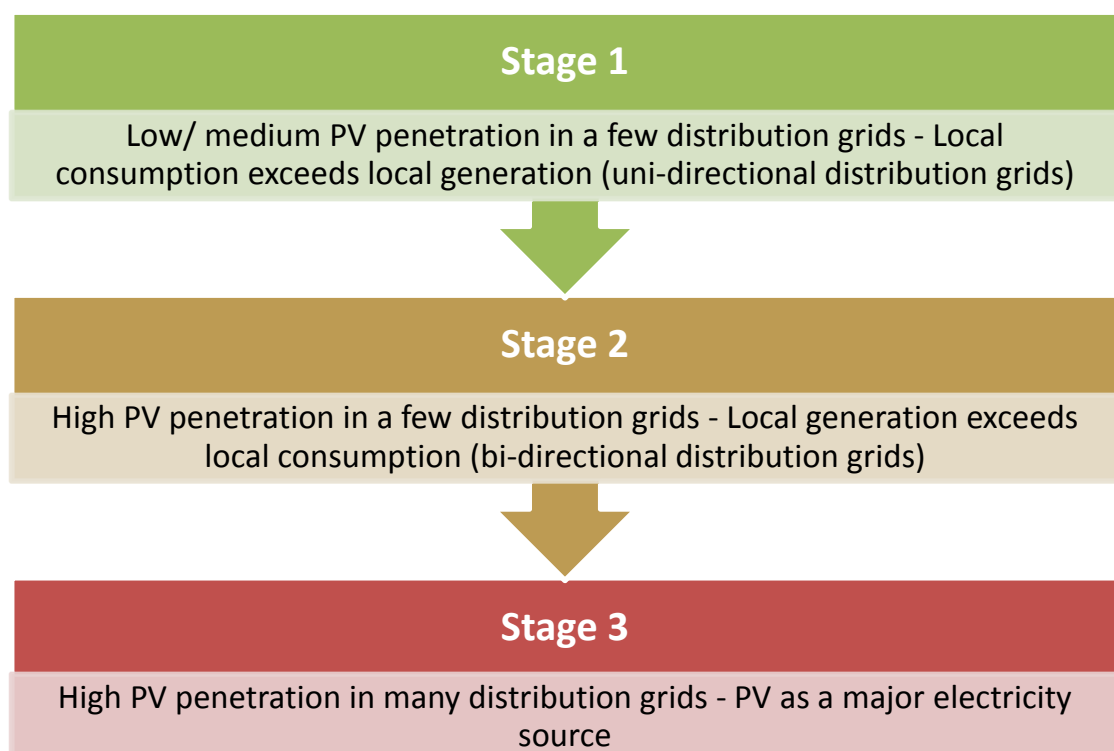 Stage 1
Low/ medium PV penetration in a few distribution grids - Local
consumption exceeds local generation (uni-directional distribution grids)
Stage 2
High PV penetration in a few distribution grids - Local generation exceeds
local consumption (bi-directional distribution grids)
Stage 3
High PV penetration in many distribution grids - PV as a major electricity
source